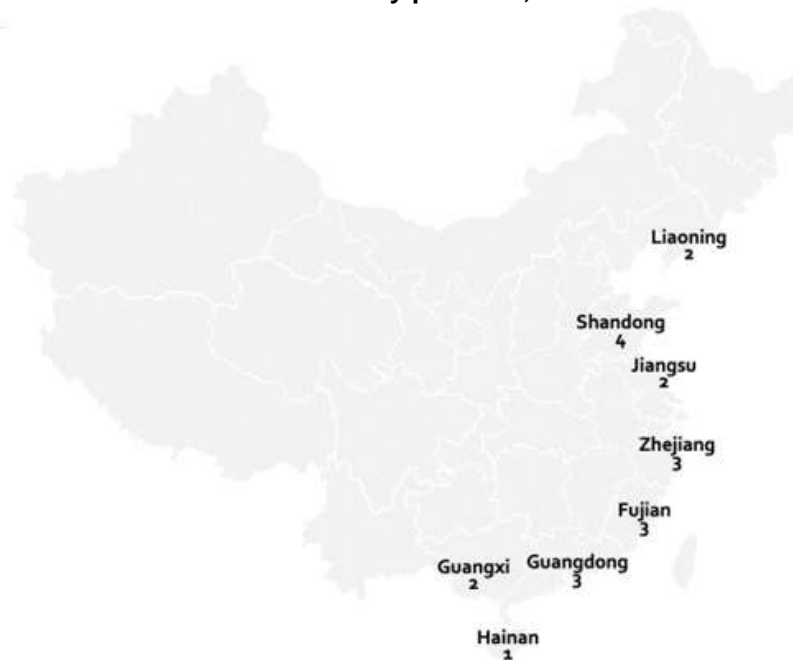 Liaoning
2
Shandong
4
Jiangsu
2
Zhejiang
3
Fujian
3
Guangxi
2
Guangdong
3
Hainan
1